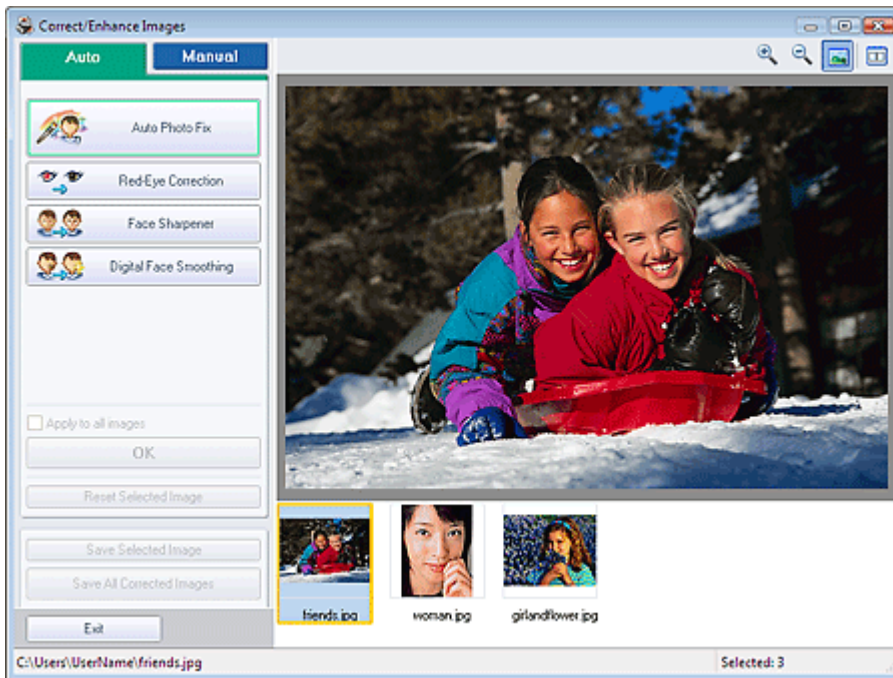 Correct/Enhance Images
Auto
Manual
Auto Photo Fix
Red-Eye Correction
Face Sharpener
Digital Face Smoothing
Apply to all images
OK
Reset Selected Image
Save Selected Image
Save All Corrected Images
Exit
friends.jpg
woman.jpg
girlandflower.jpg
C:\Users\UserName\friends.jpg
Selected: 3